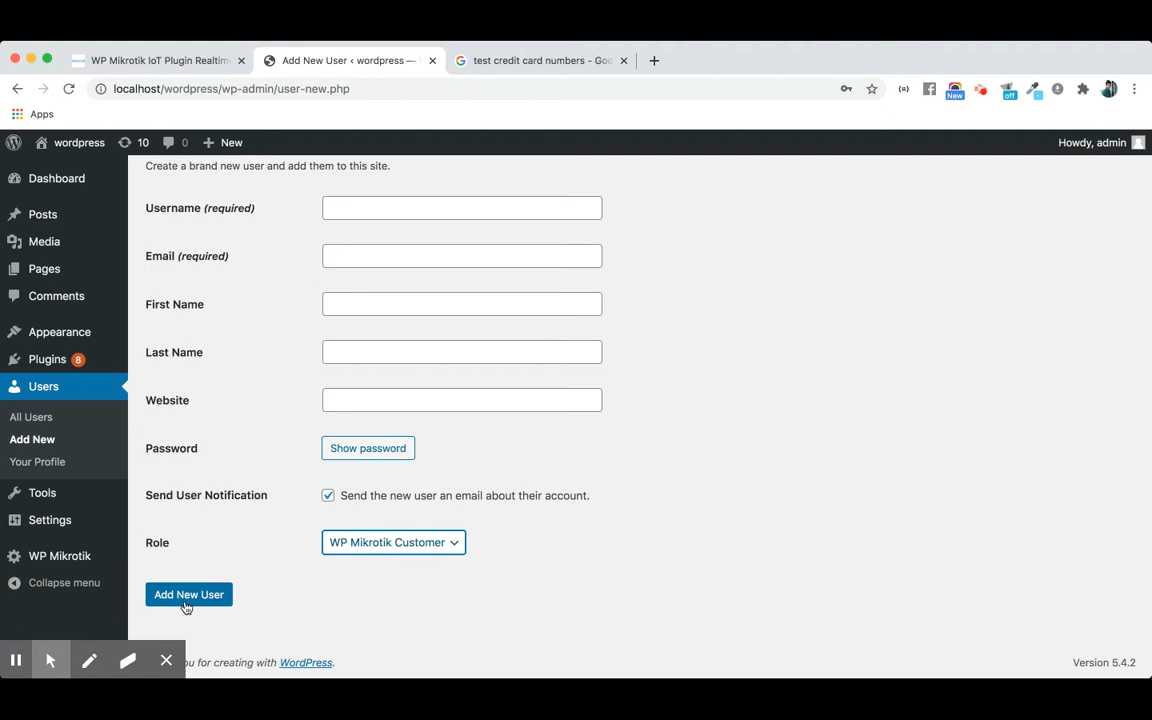 WP Mikrotik IoT Plugin Realtim
Add New User ‹ wordpress —
test credit card numbers - Goo
localhost/wordpress/wp-admin/user-new.php
New
off
Apps
wordpress
10
0
New
Howdy, admin
Dashboard
Posts
Media
Pages
Comments
Appearance
Plugins 8
Users
All Users
Add New
Your Profile
Tools
Settings
WP Mikrotik
Collapse menu
Create a brand new user and add them to this site.
Username (required)
Email (required)
First Name
Last Name
Website
Password
Show password
Send User Notification
Send the new user an email about their account.
Role
WP Mikrotik Customer
Add New User
ou for creating with WordPress.
Version 5.4.2